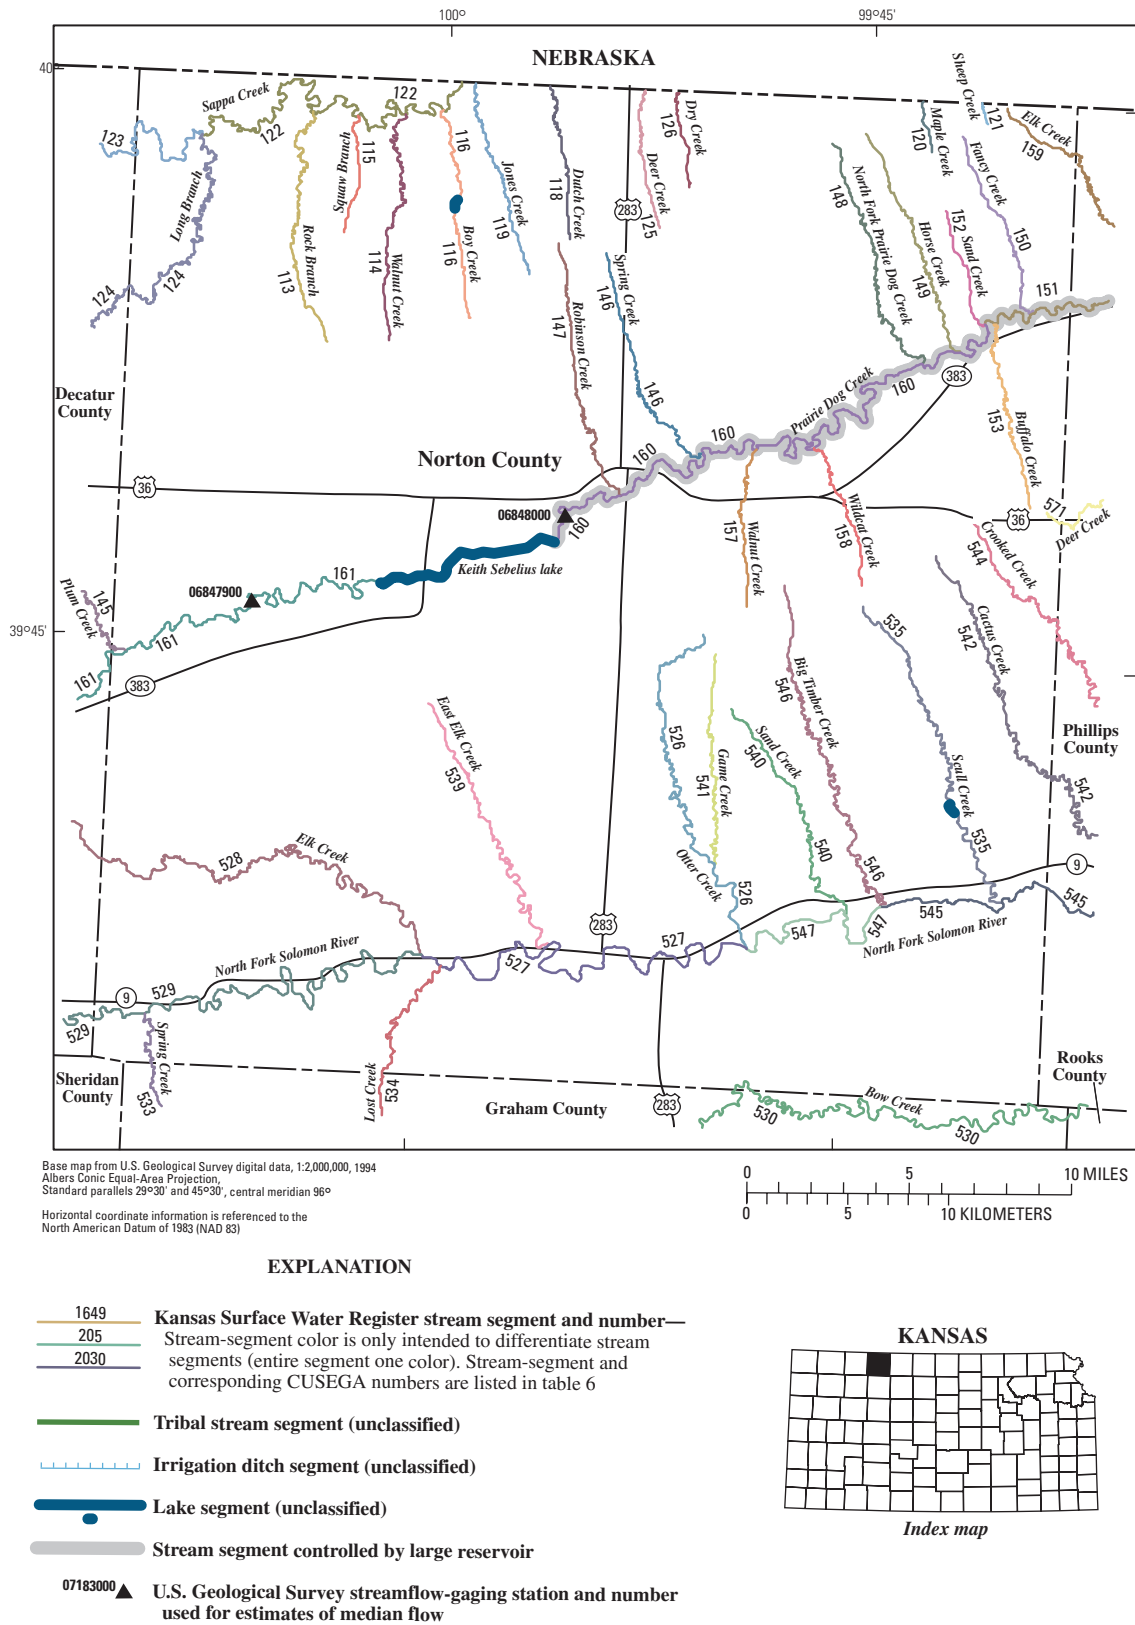 100°
99°45'
40°
NEBRASKA
Sappa Creek
122
122
123
Long Branch
124
124
Rock Branch
113
Squaw Branch
115
Walnut Creek
114
116
Boy Creek
116
Jones Creek
119
Dutch Creek
118
Deer Creek
125
Dry Creek
126
283
Spring Creek
146
146
Robinson Creek
147
North Fork Prairie Dog Creek
148
Horse Creek
149
Maple Creek
120
Sheep Creek
121
Elk Creek
159
Fancy Creek
150
152
Sand Creek
151
Decatur
County
Norton County
Prairie Dog Creek
160
160
160
160
383
Buffalo Creek
153
36
36
06848000
Keith Sebelius lake
161
06847900
Plum Creek
145
161
161
39°45'
383
Walnut Creek
157
Wildcat Creek
158
571
Deer Creek
Crooked Creek
544
Cactus Creek
542
542
535
Scull Creek
535
Phillips
County
Big Timber Creek
546
546
Sand Creek
540
540
Game Creek
541
526
Otter Creek
526
East Elk Creek
539
Elk Creek
528
9
545
545
547
547
North Fork Solomon River
283
527
527
North Fork Solomon River
529
529
9
Spring Creek
533
Lost Creek
534
Sheridan
County
Graham County
283
Rooks
County
Bow Creek
530
530
Base map from U.S. Geological Survey digital data, 1:2,000,000, 1994
Albers Conic Equal-Area Projection,
Standard parallels 29°30' and 45°30', central meridian 96°
Horizontal coordinate information is referenced to the
North American Datum of 1983 (NAD 83)
0 5 10 MILES
0 5 10 KILOMETERS
EXPLANATION
1649
205
2030
Kansas Surface Water Register stream segment and number—
Stream-segment color is only intended to differentiate stream
segments (entire segment one color). Stream-segment and
corresponding CUSEGA numbers are listed in table 6
Tribal stream segment (unclassified)
Irrigation ditch segment (unclassified)
Lake segment (unclassified)
Stream segment controlled by large reservoir
07183000
U.S. Geological Survey streamflow-gaging station and number
used for estimates of median flow
KANSAS
Index map